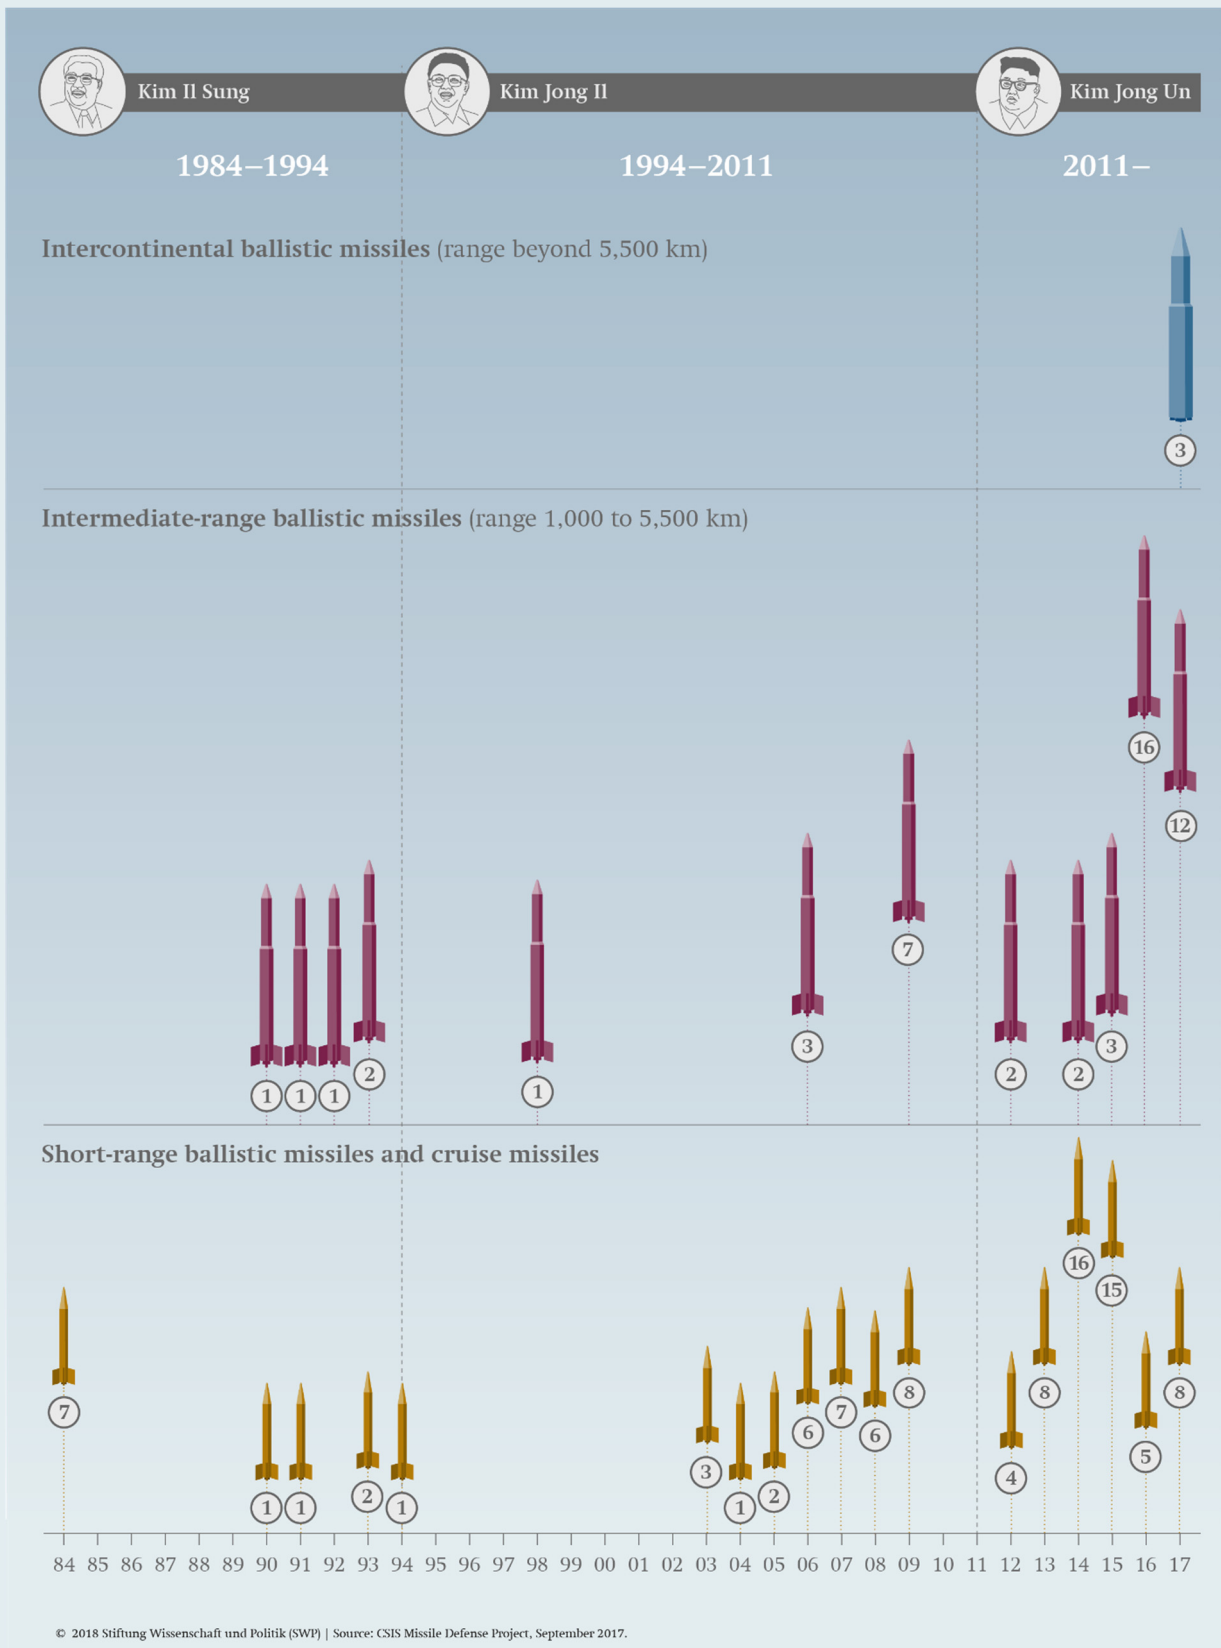 Kim Il Sung Kim Jong Il Kim Jong Un
1984–1994 1994–2011 2011–
Intercontinental ballistic missiles (range beyond 5,500 km)
3
Intermediate-range ballistic missiles (range 1,000 to 5,500 km)
16
12
7
3 3
2 2 2
1 1 1 1
Short-range ballistic missiles and cruise missiles
16
15
8 8 8
7 7
6 6
5
3 4
2 2
1 1 1 1
84 85 86 87 88 89 90 91 92 93 94 95 96 97 98 99 00 01 02 03 04 05 06 07 08 09 10 11 12 13 14 15 16 17
© 2018 Stiftung Wissenschaft und Politik (SWP) | Source: CSIS Missile Defense Project, September 2017.